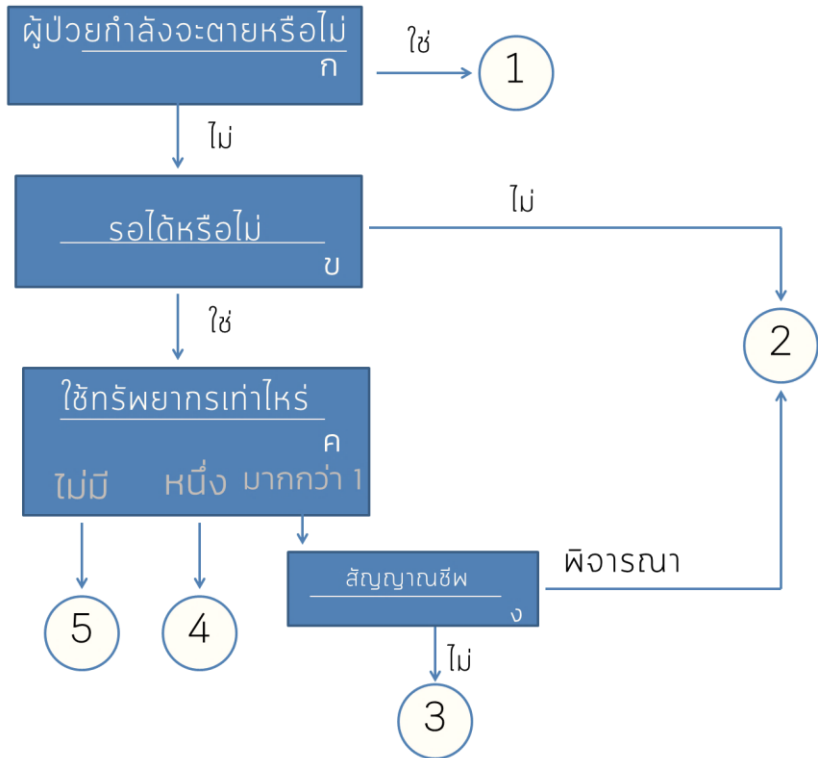 ผู้ป่วยกำลังจะตายหรือไม่
ก
ใช่
1
ไม่
รอได้หรือไม่
ข
ไม่
ใช่
2
ใช้ทรัพยากรเท่าไหร่
ค
ไม่มี หนึ่ง มากกว่า 1
สัญญาณชีพ
ง
พิจารณา
5
4
ไม่
3